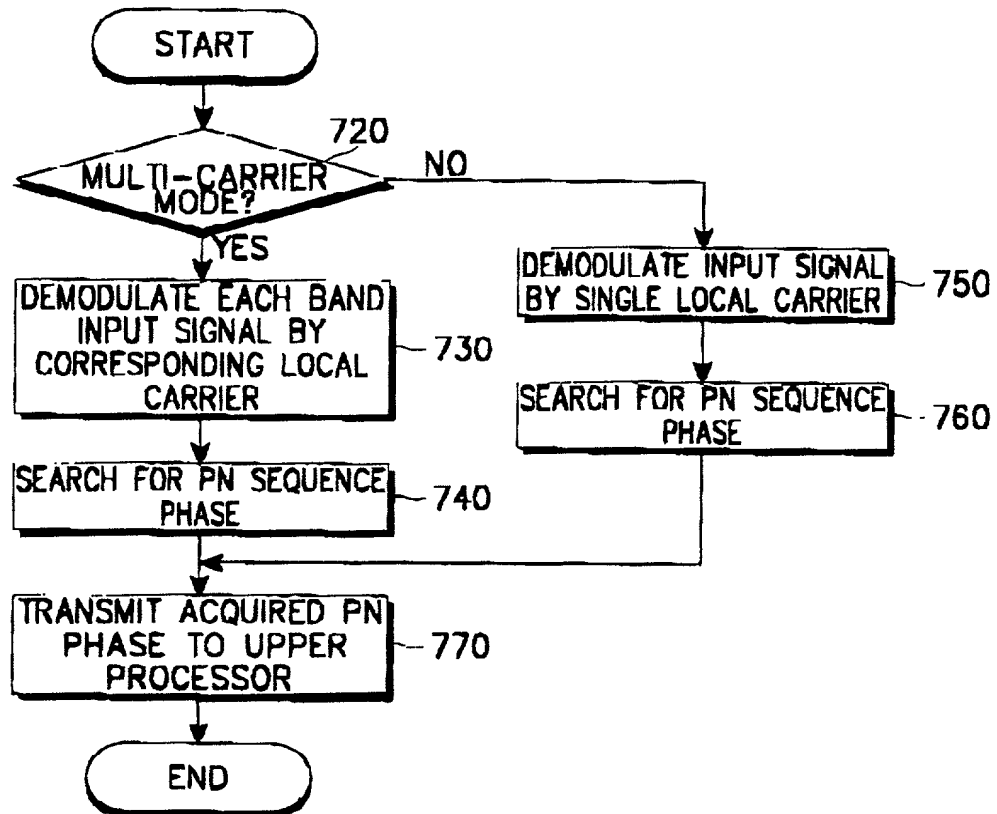 START
720
MULTI-CARRIER
MODE?
NO
YES
DEMODULATE EACH BAND
INPUT SIGNAL BY
CORRESPONDING LOCAL
CARRIER
730
SEARCH FOR PN SEQUENCE
PHASE
740
DEMODULATE INPUT SIGNAL
BY SINGLE LOCAL CARRIER
750
SEARCH FOR PN SEQUENCE
PHASE
760
TRANSMIT ACQUIRED PN
PHASE TO UPPER
PROCESSOR
770
END